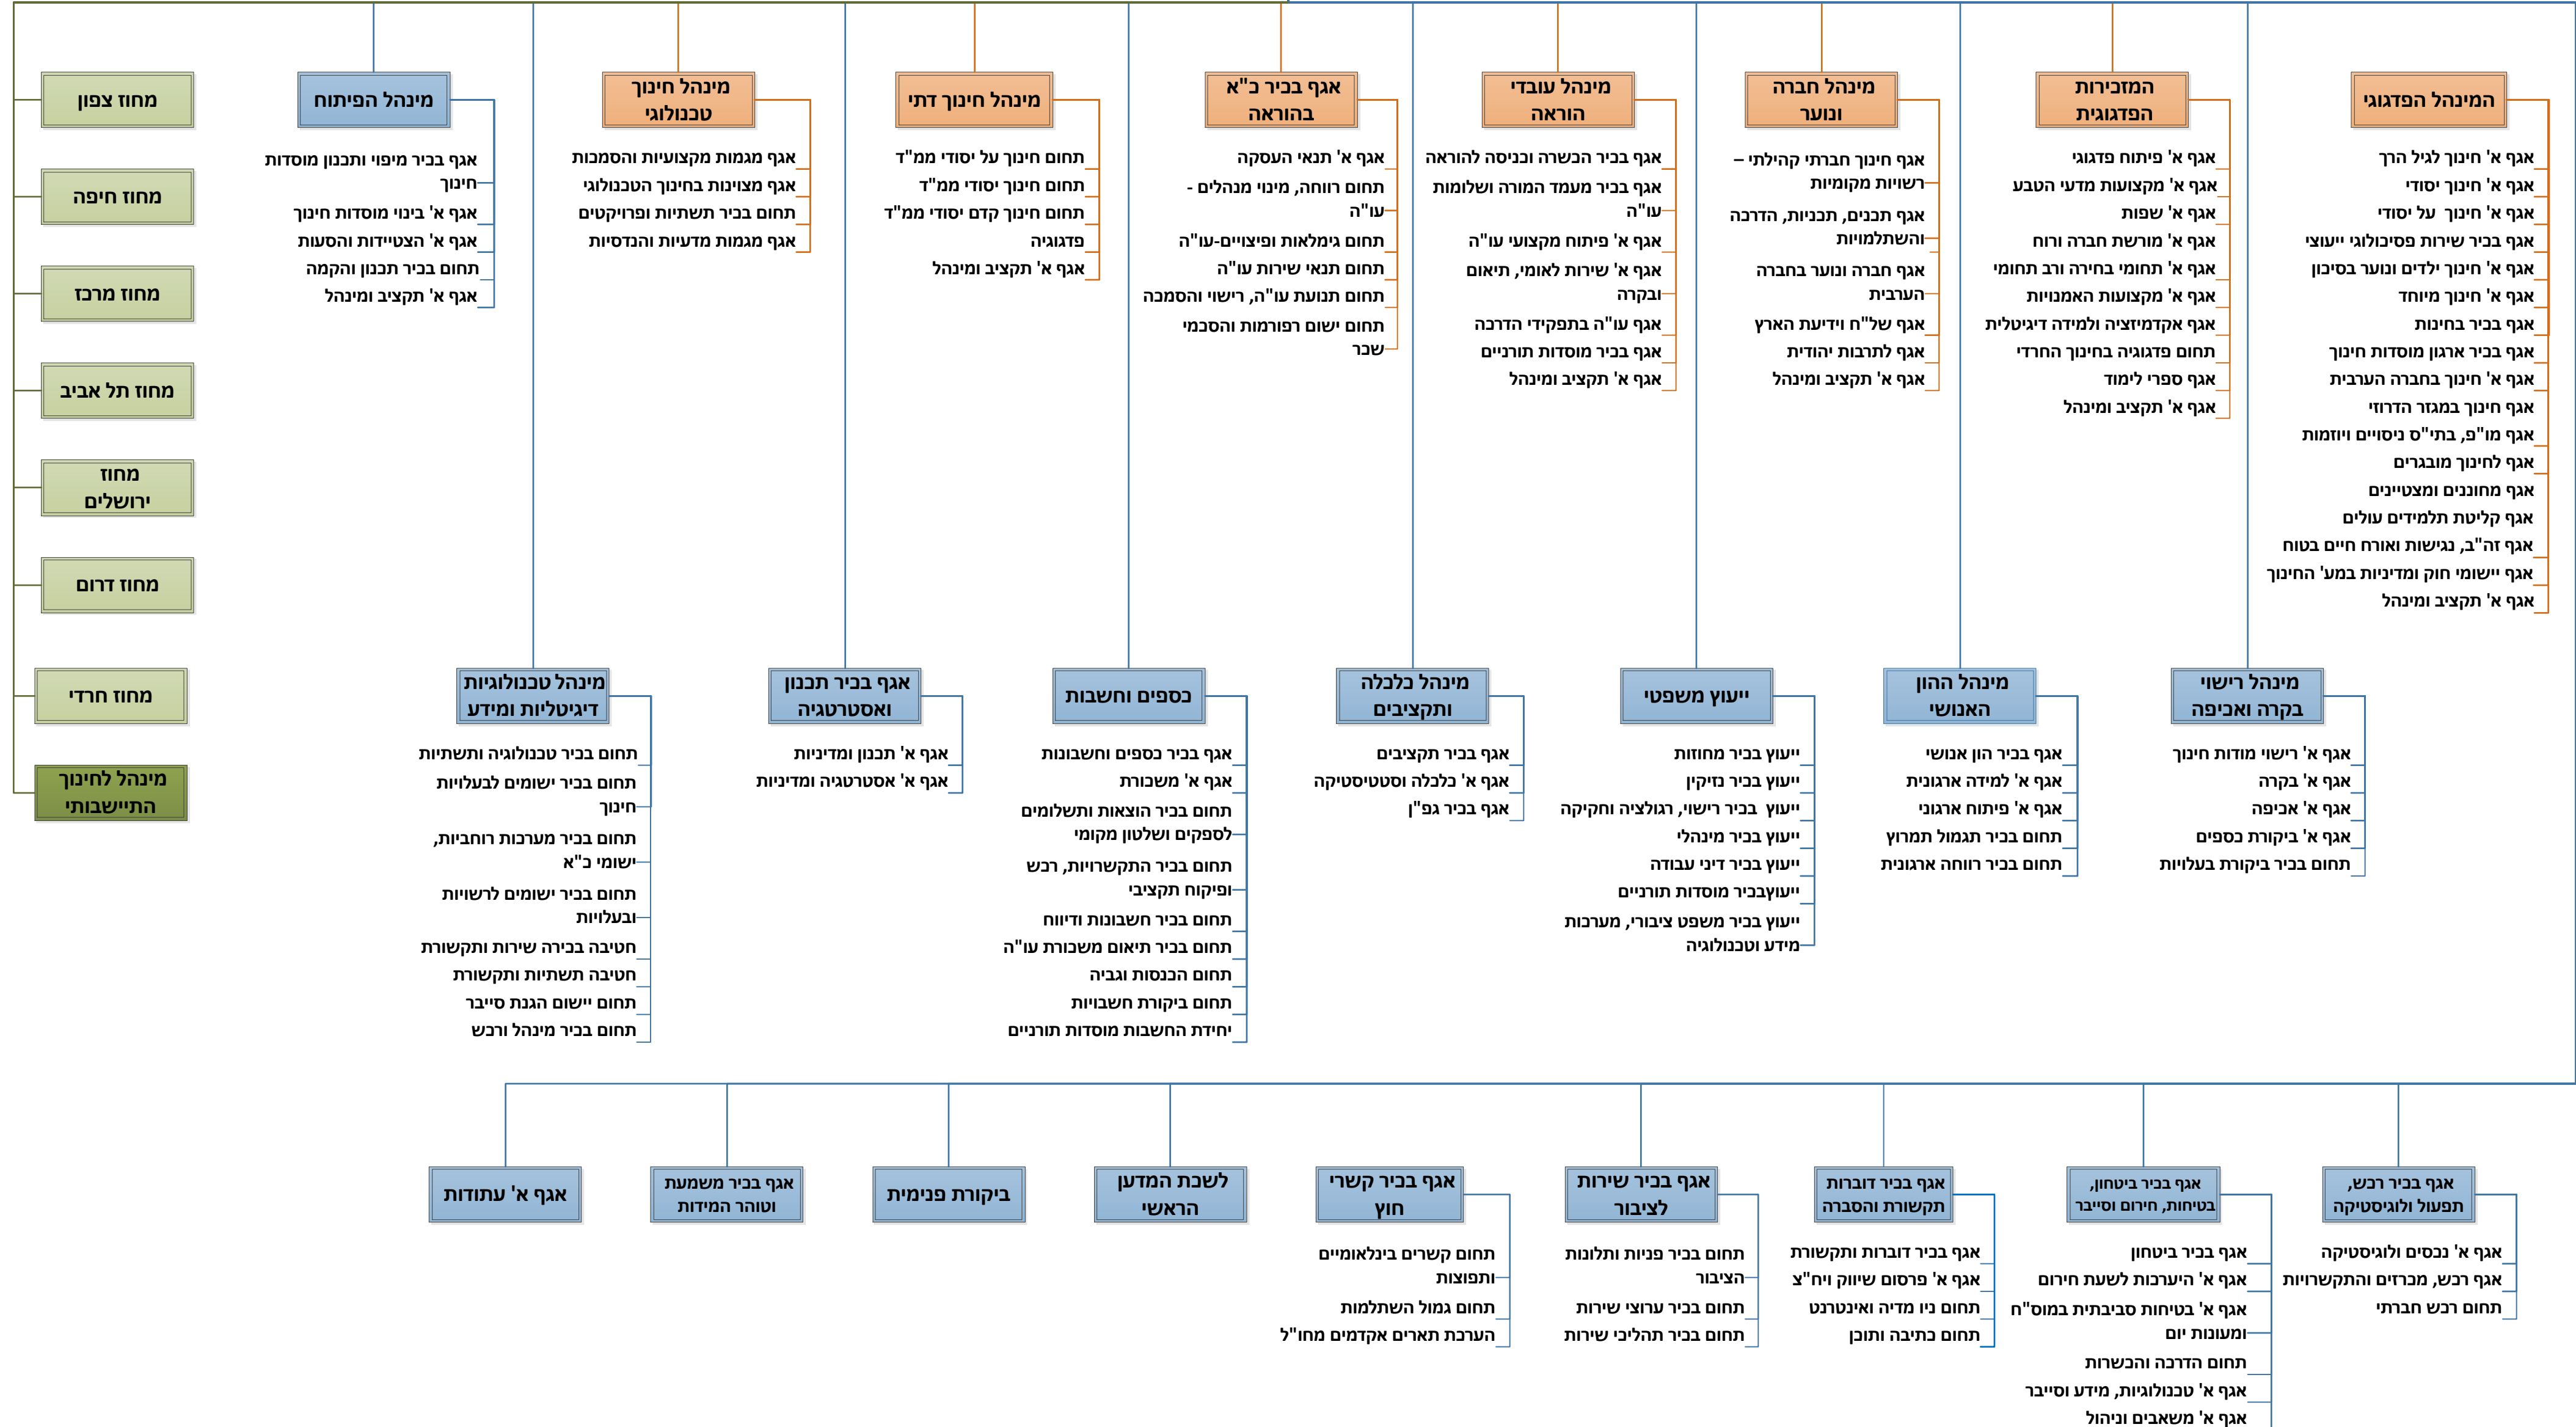 המינהל הפדגוגי
אגף א' חינוך לגיל הרך
אגף א' חינוך יסודי
אגף א' חינוך על יסודי
אגף בכיר שירות פסיכולוגי ייעוצי
אגף א' חינוך ילדים ונוער בסיכון
אגף א' חינוך מיוחד
אגף בכיר בחינות
אגף בכיר ארגון מוסדות חינוך
אגף א' חינוך בחברה הערבית
אגף חינוך במגזר הדרוזי
אגף מו"פ, בתי"ס ניסויים ויוזמות
אגף לחינוך מובגרים
אגף מחוננים ומצטיינים
אגף קליטת תלמידים עולים
אגף זה"ב, נגישות ואורח חיים בטוח
אגף יישומי חוק ומדיניות במע' החינוך
אגף א' תקציב ומינהל
המזכירות
הפדגוגית
אגף א' פיתוח פדגוגי
אגף א' מקצועות מדעי הטבע
אגף א' שפות
אגף א' מורשת חברה ורוח
אגף א' תחומי בחירה ורב תחומי
אגף א' מקצועות האמנויות
אגף אקדמיזציה ולמידה דיגיטלית
תחום פדגוגיה בחינוך החרדי
אגף ספרי לימוד
אגף א' תקציב ומינהל
מינהל חברה
ונוער
אגף חינוך חברתי קהילתי –
רשויות מקומיות
אגף תכנים, תכניות, הדרכה
והשתלמויות
אגף חברה ונוער בחברה
הערבית
אגף של"ח וידיעת הארץ
אגף לתרבות יהודית
אגף א' תקציב ומינהל
מינהל עובדי
הוראה
אגף בכיר הכשרה וכניסה להוראה
אגף בכיר מעמד המורה ושלומות
עו"ה
אגף א' פיתוח מקצועי עו"ה
אגף א' שירות לאומי, תיאום
ובקרה
אגף עו"ה בתפקידי הדרכה
אגף בכיר מוסדות תורניים
אגף א' תקציב ומינהל
אגף בכיר כ"א
בהוראה
אגף א' תנאי העסקה
תחום רווחה, מינוי מנהלים -
עו"ה
תחום גימלאות ופיצויים-עו"ה
תחום תנאי שירות עו"ה
תחום תנועת עו"ה, רישוי והסמכה
תחום ישום רפורמות והסכמי
שכר
מינהל חינוך דתי
תחום חינוך על יסודי ממ"ד
תחום חינוך יסודי ממ"ד
תחום חינוך קדם יסודי ממ"ד
פדגוגיה
אגף א' תקציב ומינהל
מינהל חינוך
טכנולוגי
אגף מגמות מקצועיות והסמכות
אגף מצוינות בחינוך הטכנולוגי
תחום בכיר תשתיות ופרויקטים
אגף מגמות מדעיות והנדסיות
מינהל הפיתוח
אגף בכיר מיפוי ותכנון מוסדות
חינוך
אגף א' בינוי מוסדות חינוך
אגף א' הצטיידות והסעות
תחום בכיר תכנון והקמה
אגף א' תקציב ומינהל
מחוז צפון
מחוז חיפה
מחוז מרכז
מחוז תל אביב
מחוז
ירושלים
מחוז דרום
מחוז חרדי
מינהל לחינוך
התיישבותי
מינהל רישוי
בקרה ואכיפה
אגף א' רישוי מודות חינוך
אגף א' בקרה
אגף א' אכיפה
אגף א' ביקורת כספים
תחום בכיר ביקורת בעלויות
מינהל ההון
האנושי
אגף בכיר הון אנושי
אגף א' למידה ארגונית
אגף א' פיתוח ארגוני
תחום בכיר תגמול תמרוץ
תחום בכיר רווחה ארגונית
ייעוץ משפטי
ייעוץ בכיר מחוזות
ייעוץ בכיר נזיקין
ייעוץ בכיר רישוי, רגולציה וחקיקה
ייעוץ בכיר מינהלי
ייעוץ בכיר דיני עבודה
ייעוץבכיר מוסדות תורניים
ייעוץ בכיר משפט ציבורי, מערכות
מידע וטכנולוגיה
מינהל כלכלה
ותקציבים
אגף בכיר תקציבים
אגף א' כלכלה וסטטיסטיקה
אגף בכיר גפ"ן
כספים וחשבות
אגף בכיר כספים וחשבונות
אגף א' משכורת
תחום בכיר הוצאות ותשלומים
לספקים ושלטון מקומי
תחום בכיר התקשרויות, רכש
ופיקוח תקציבי
תחום בכיר חשבונות ודיווח
תחום בכיר תיאום משכורת עו"ה
תחום הכנסות וגביה
תחום ביקורת חשבויות
יחידת החשבות מוסדות תורניים
אגף בכיר תכנון
ואסטרטגיה
אגף א' תכנון ומדיניות
אגף א' אסטרטגיה ומדיניות
מינהל טכנולוגיות
דיגיטליות ומידע
תחום בכיר טכנולוגיה ותשתיות
תחום בכיר ישומים לבעלויות
חינוך
תחום בכיר מערכות רוחביות,
ישומי כ"א
תחום בכיר ישומים לרשויות
ובעלויות
חטיבה בכירה שירות ותקשורת
חטיבה תשתיות ותקשורת
תחום יישום הגנת סייבר
תחום בכיר מינהל ורכש
אגף בכיר רכש,
תפעול ולוגיסטיקה
אגף א' נכסים ולוגיסטיקה
אגף רכש, מכרזים והתקשרויות
תחום רכש חברתי
אגף בכיר ביטחון,
בטיחות, חירום וסייבר
אגף בכיר ביטחון
אגף א' היערכות לשעת חירום
אגף א' בטיחות סביבתית במוס"ח
ומעונות יום
תחום הדרכה והכשרות
אגף א' טכנולוגיות, מידע וסייבר
אגף א' משאבים וניהול
אגף בכיר דוברות
תקשורת והסברה
אגף בכיר דוברות ותקשורת
אגף א' פרסום שיווק ויח"צ
תחום ניו מדיה ואינטרנט
תחום כתיבה ותוכן
אגף בכיר שירות
לציבור
תחום בכיר פניות ותלונות
הציבור
תחום בכיר ערוצי שירות
תחום בכיר תהליכי שירות
אגף בכיר קשרי
חוץ
תחום קשרים בינלאומיים
ותפוצות
תחום גמול השתלמות
הערכת תארים אקדמים מחו"ל
לשכת המדען
הראשי
ביקורת פנימית
אגף בכיר משמעת
וטוהר המידות
אגף א' עתודות